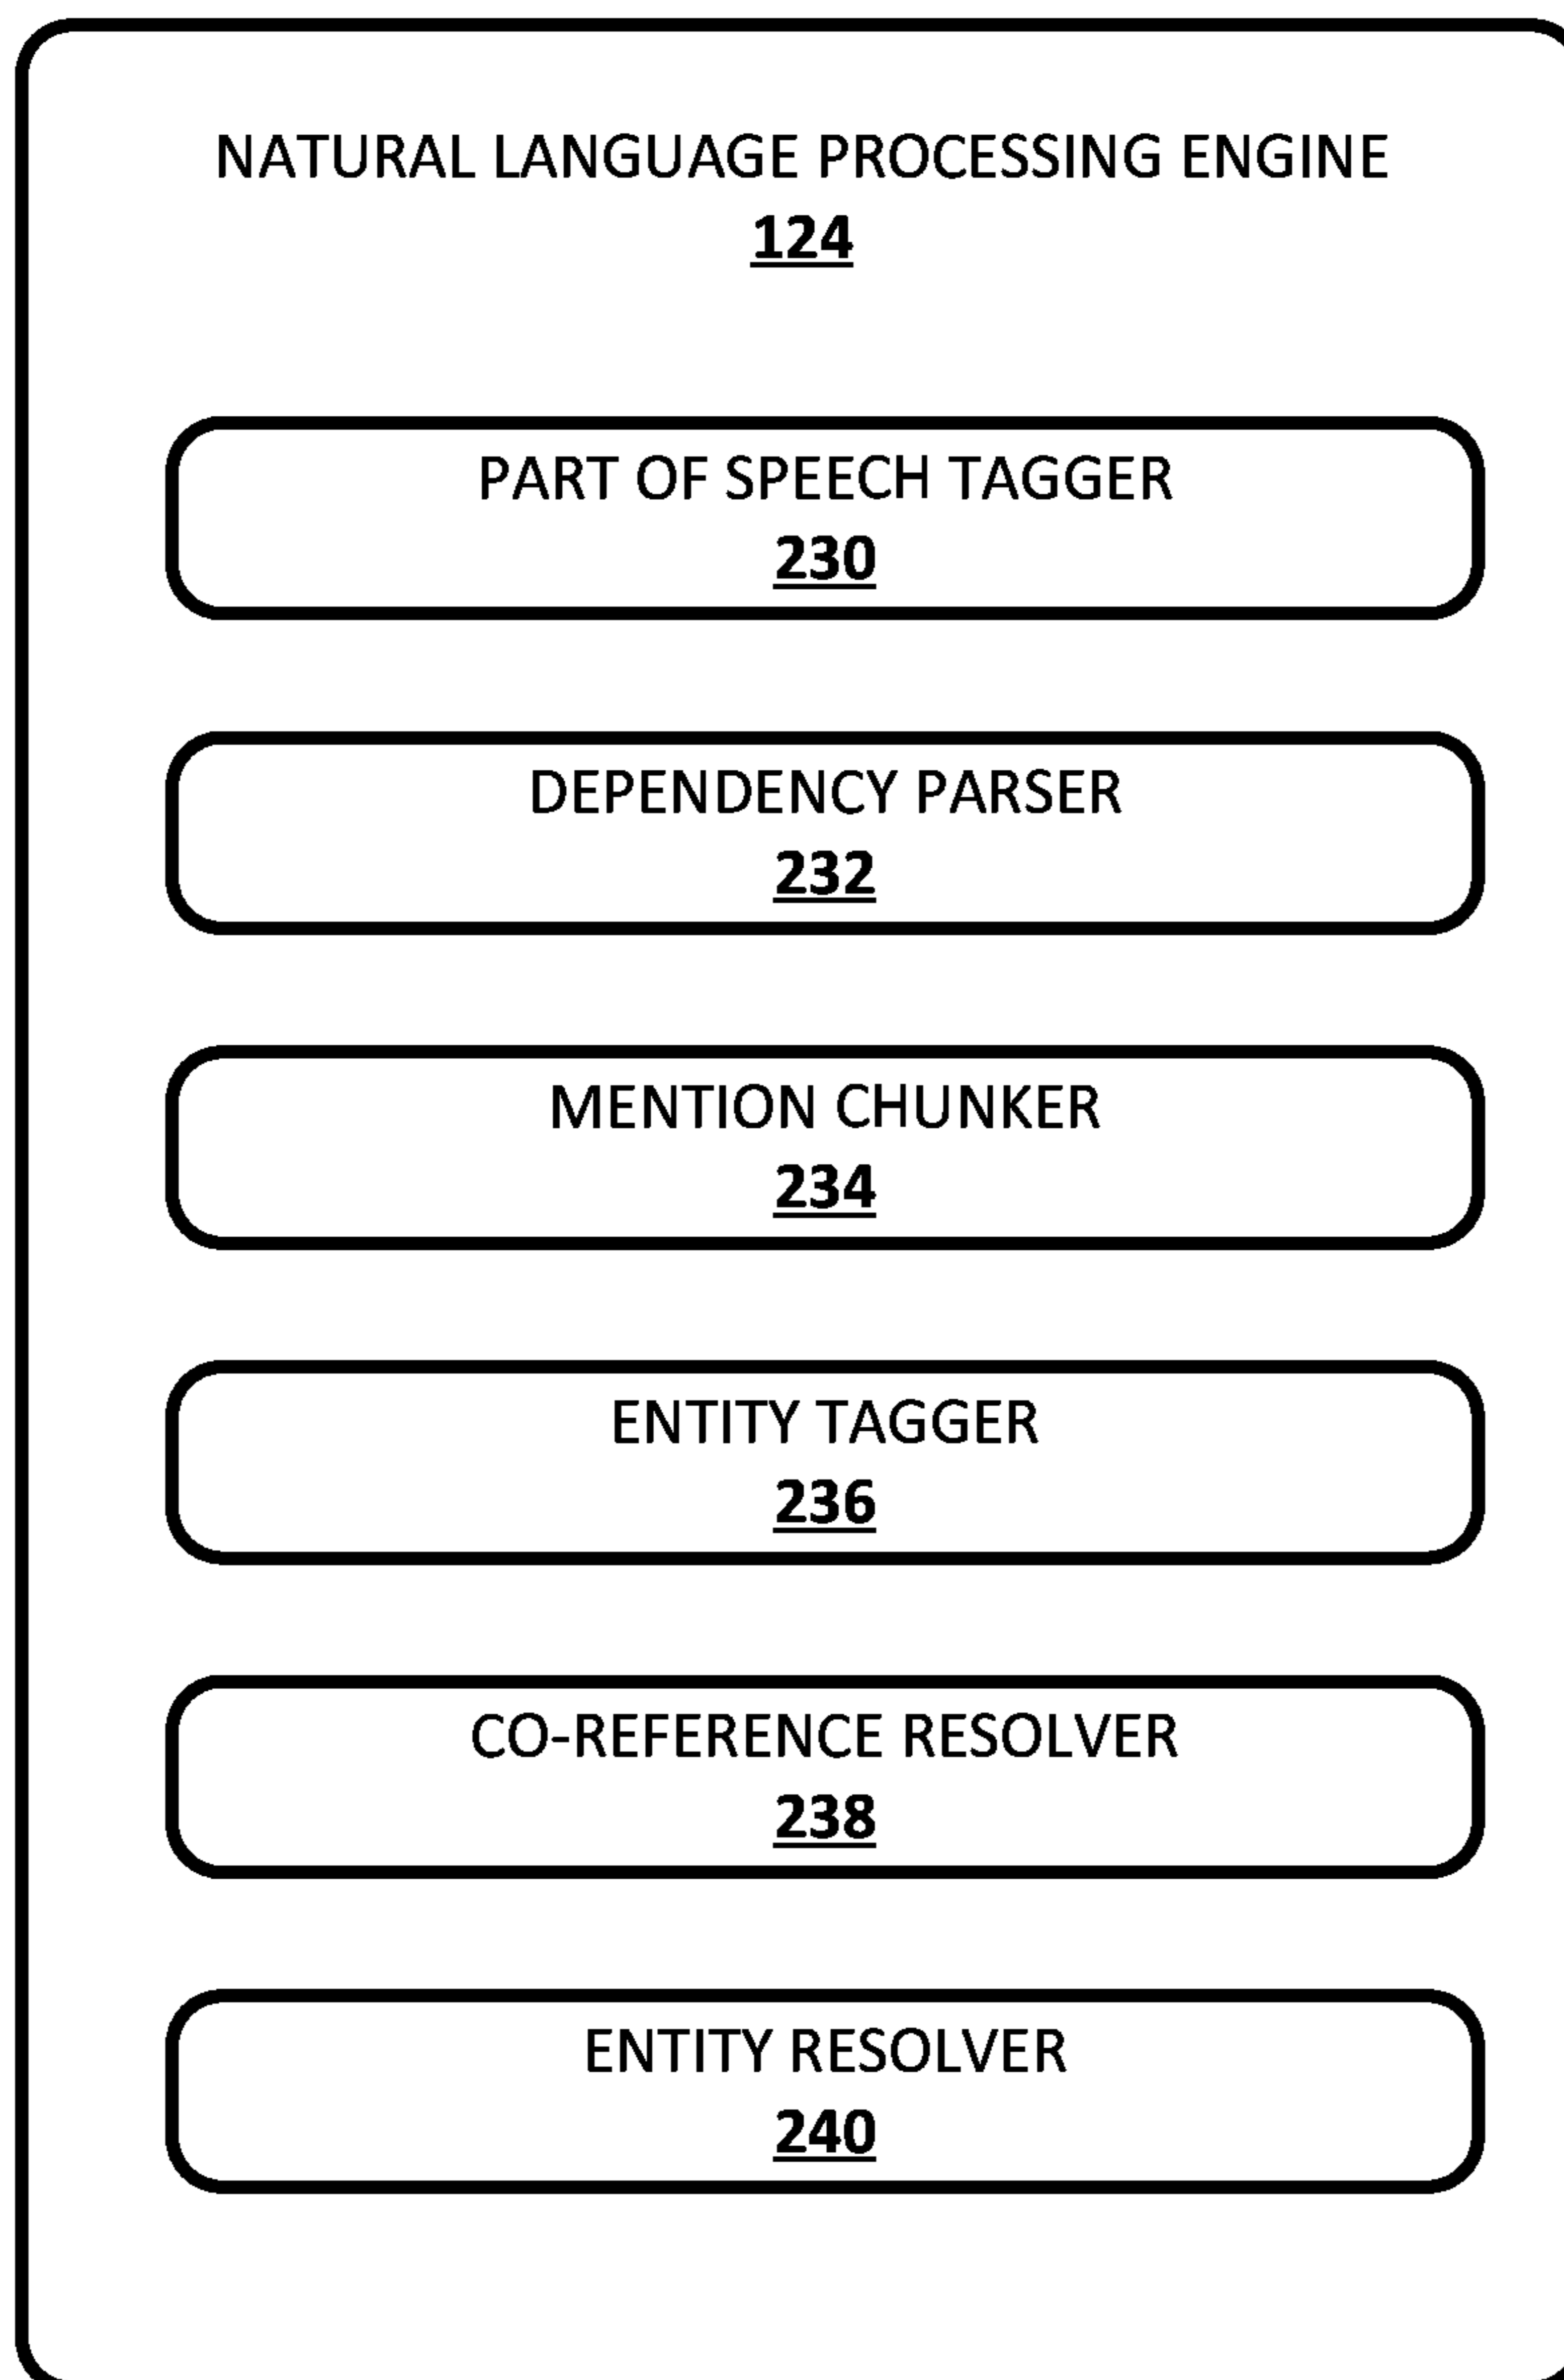 NATURAL LANGUAGE PROCESSING ENGINE
124
PART OF SPEECH TAGGER
230
DEPENDENCY PARSER
232
MENTION CHUNKER
234
ENTITY TAGGER
236
CO-REFERENCE RESOLVER
238
ENTITY RESOLVER
240